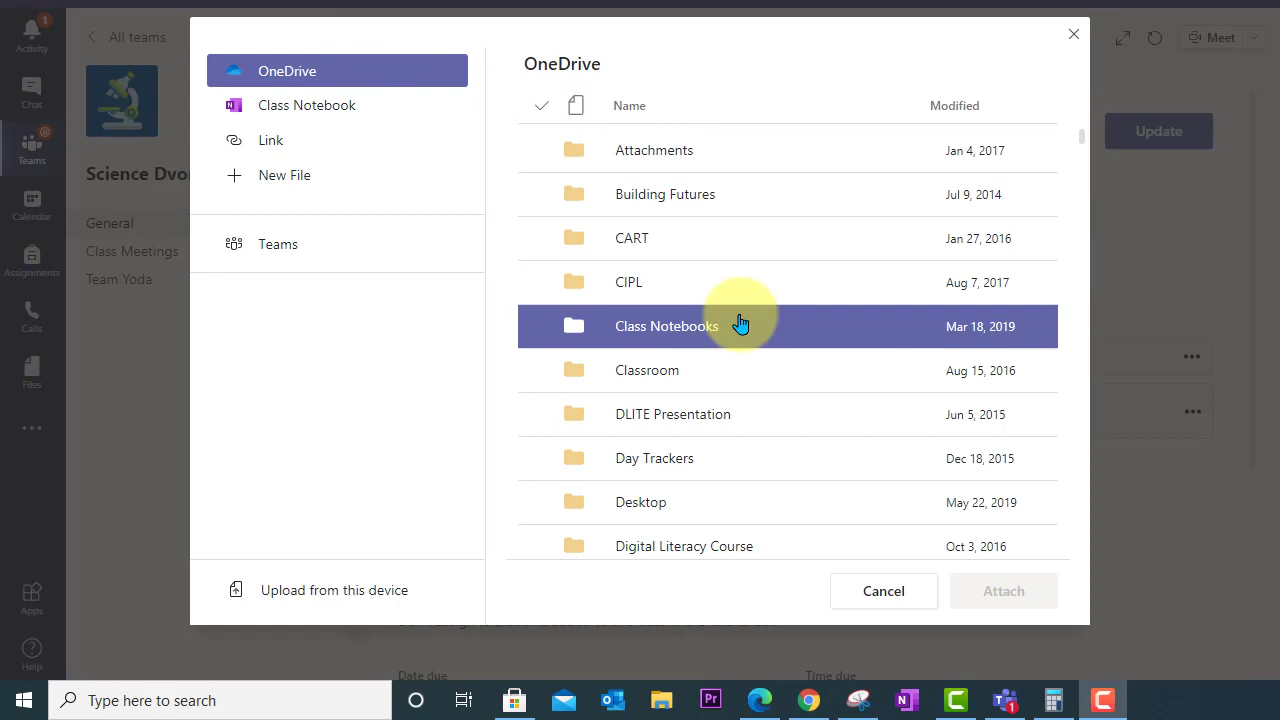 1
Activity
Chat
Teams
Calendar
Assignments
Calls
Files
Apps
Help
All teams
Science Dvo
General
Class Meetings
Team Yoda
Meet
Update
OneDrive
Class Notebook
Link
New File
Teams
Upload from this device
OneDrive
Name Modified
Attachments Jan 4, 2017
Building Futures Jul 9, 2014
CART Jan 27, 2016
CIPL Aug 7, 2017
Class Notebooks Mar 18, 2019
Classroom Aug 15, 2016
DLITE Presentation Jun 5, 2015
Day Trackers Dec 18, 2015
Desktop May 22, 2019
Digital Literacy Course Oct 3, 2016
Cancel Attach
Date due Time due
Type here to search
Pr
1